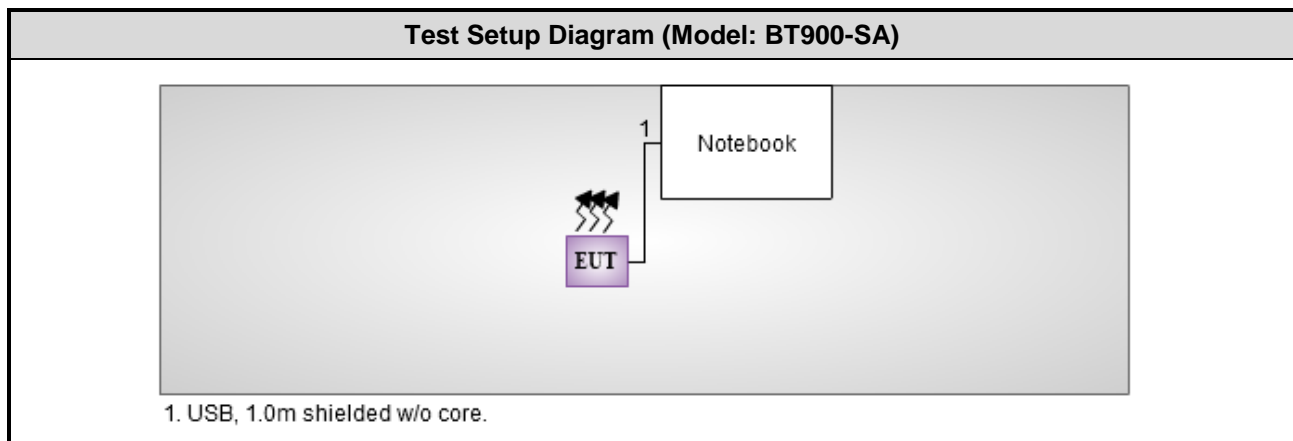 Test Setup Diagram (Model: BT900-SA)
1
Notebook
EUT
1. USB, 1.0m shielded w/o core.